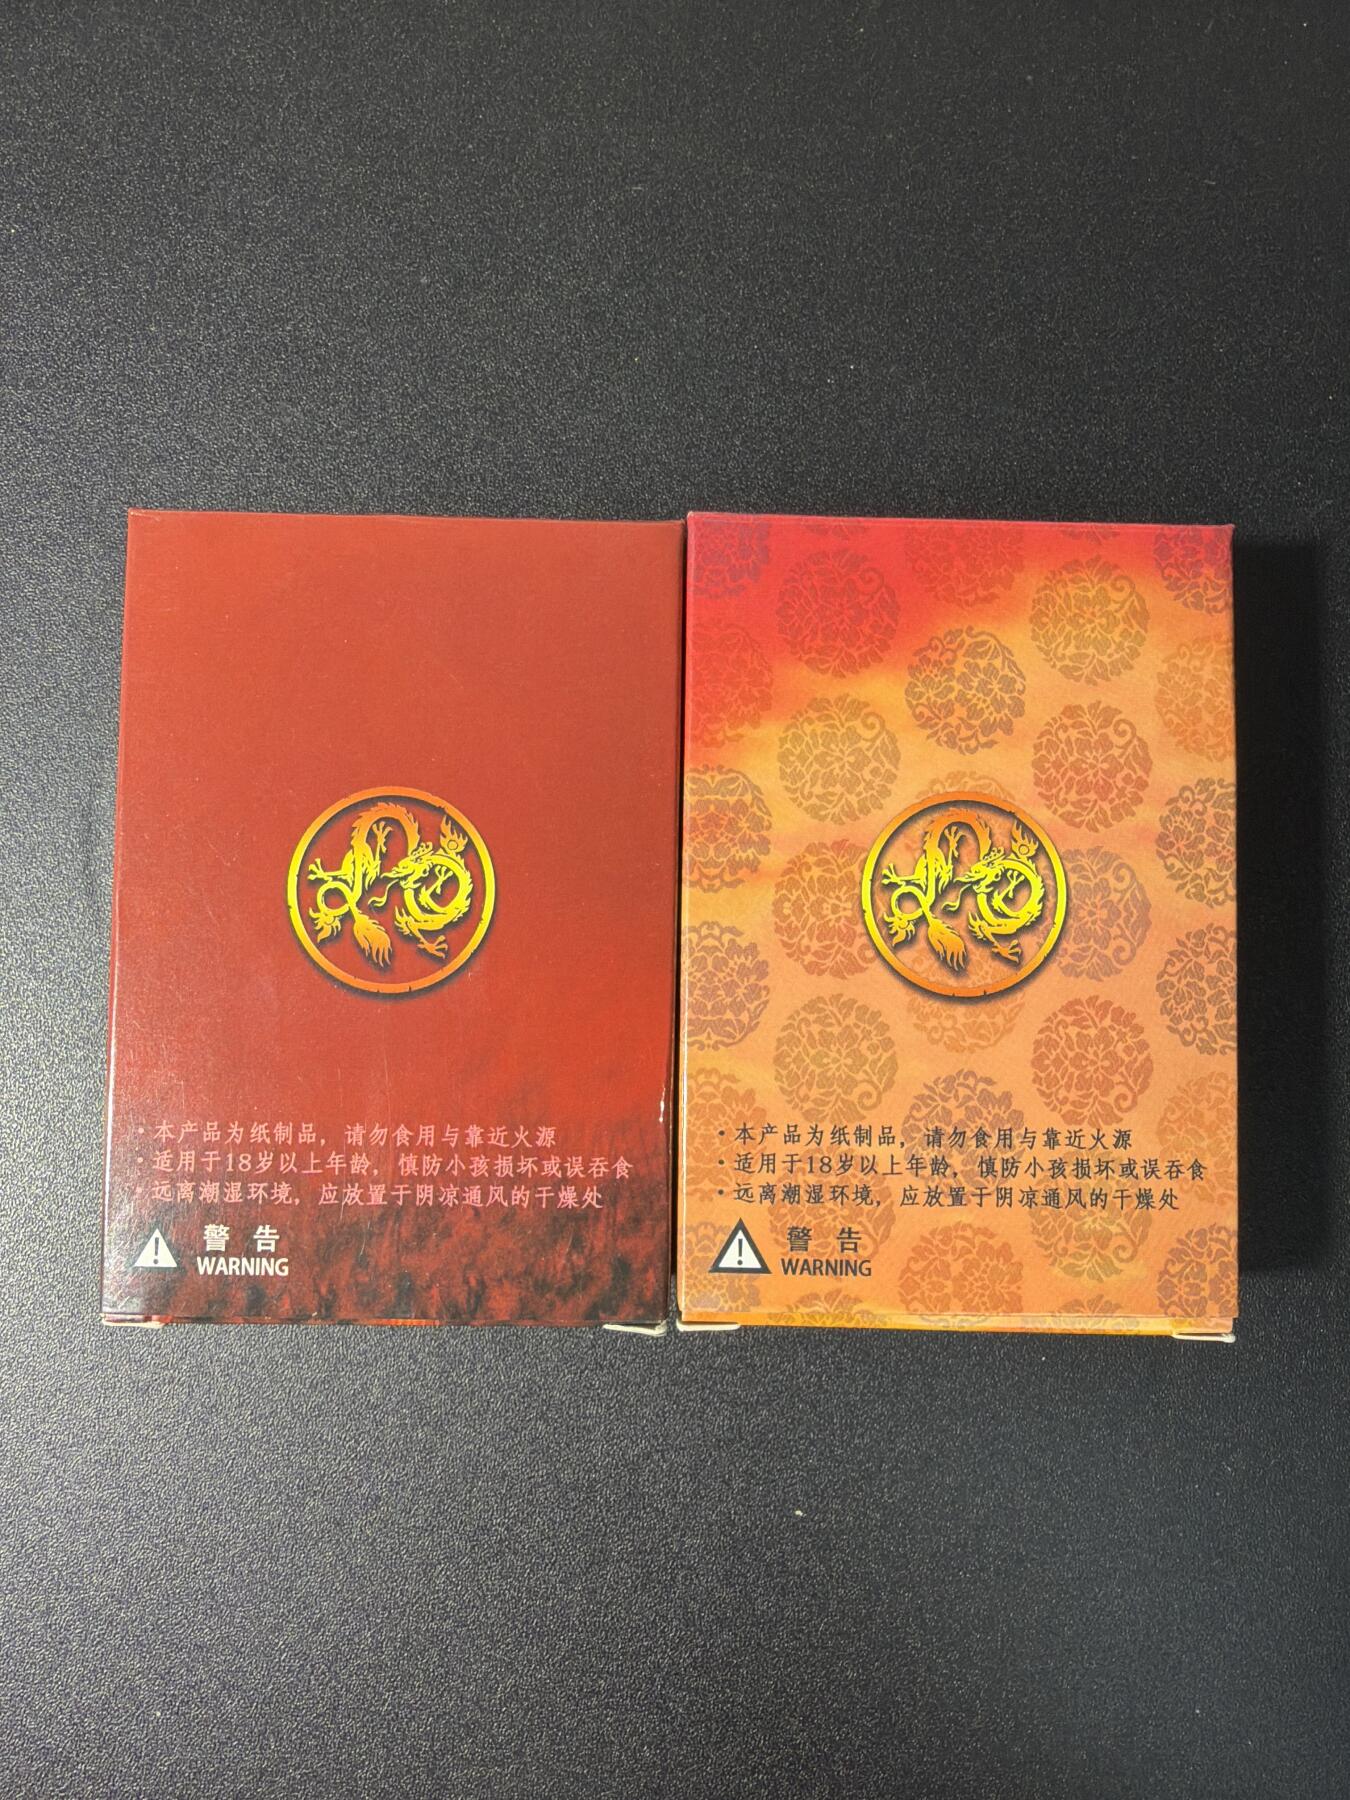 · 本产品为纸制品，请勿食用与靠近火源
· 适用于18岁以上年龄，慎防小孩损坏或误吞食
· 远离潮湿环境，应放置于阴凉通风的干燥处
警 告
WARNING
· 本产品为纸制品，请勿食用与靠近火源
· 适用于18岁以上年龄，慎防小孩损坏或误吞食
· 远离潮湿环境，应放置于阴凉通风的干燥处
警 告
WARNING